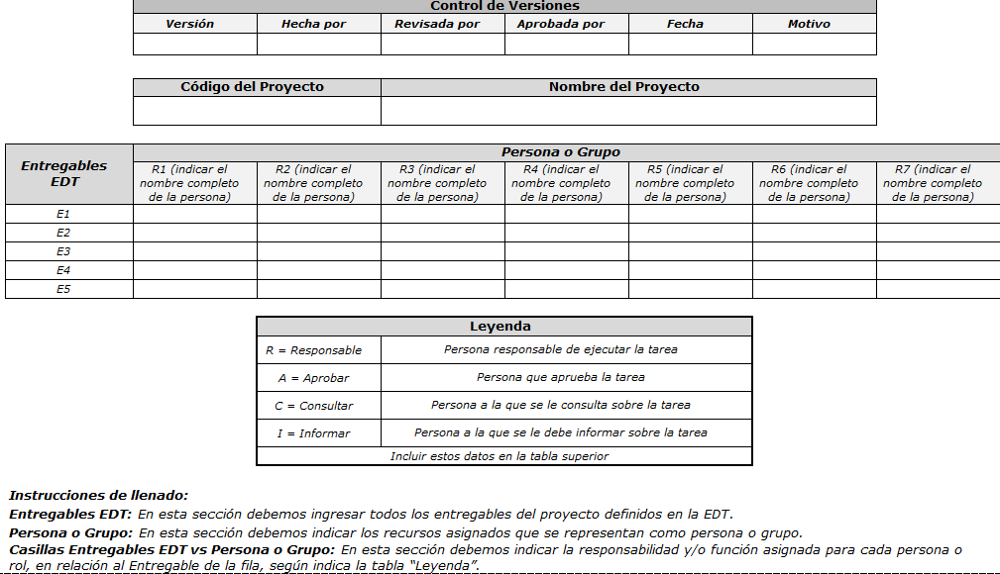 Control de Versiones
Versión Hecha por Revisada por Aprobada por Fecha Motivo
Código del Proyecto Nombre del Proyecto
Entregables EDT
Persona o Grupo
R1 (indicar el nombre completo de la persona)
R2 (indicar el nombre completo de la persona)
R3 (indicar el nombre completo de la persona)
R4 (indicar el nombre completo de la persona)
R5 (indicar el nombre completo de la persona)
R6 (indicar el nombre completo de la persona)
R7 (indicar el nombre completo de la persona)
E1
E2
E3
E4
E5
Leyenda
R = Responsable Persona responsable de ejecutar la tarea
A = Aprobar Persona que aprueba la tarea
C = Consultar Persona a la que se le consulta sobre la tarea
I = Informar Persona a la que se le debe informar sobre la tarea
Incluir estos datos en la tabla superior
Instrucciones de llenado:
Entregables EDT: En esta sección debemos ingresar todos los entregables del proyecto definidos en la EDT.
Persona o Grupo: En esta sección debemos indicar los recursos asignados que se representan como persona o grupo.
Casillas Entregables EDT vs Persona o Grupo: En esta sección debemos indicar la responsabilidad y/o función asignada para cada persona o
rol, en relación al Entregable de la fila, según indica la tabla “Leyenda”.